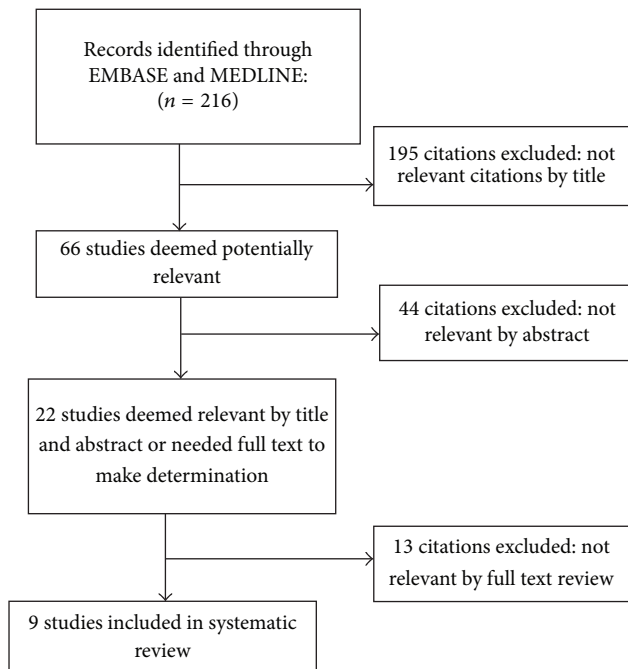 Records identified through
EMBASE and MEDLINE:
(n = 216)
195 citations excluded: not
relevant citations by title
66 studies deemed potentially
relevant
44 citations excluded: not
relevant by abstract
22 studies deemed relevant by title
and abstract or needed full text to
make determination
13 citations excluded: not
relevant by full text review
9 studies included in systematic
review